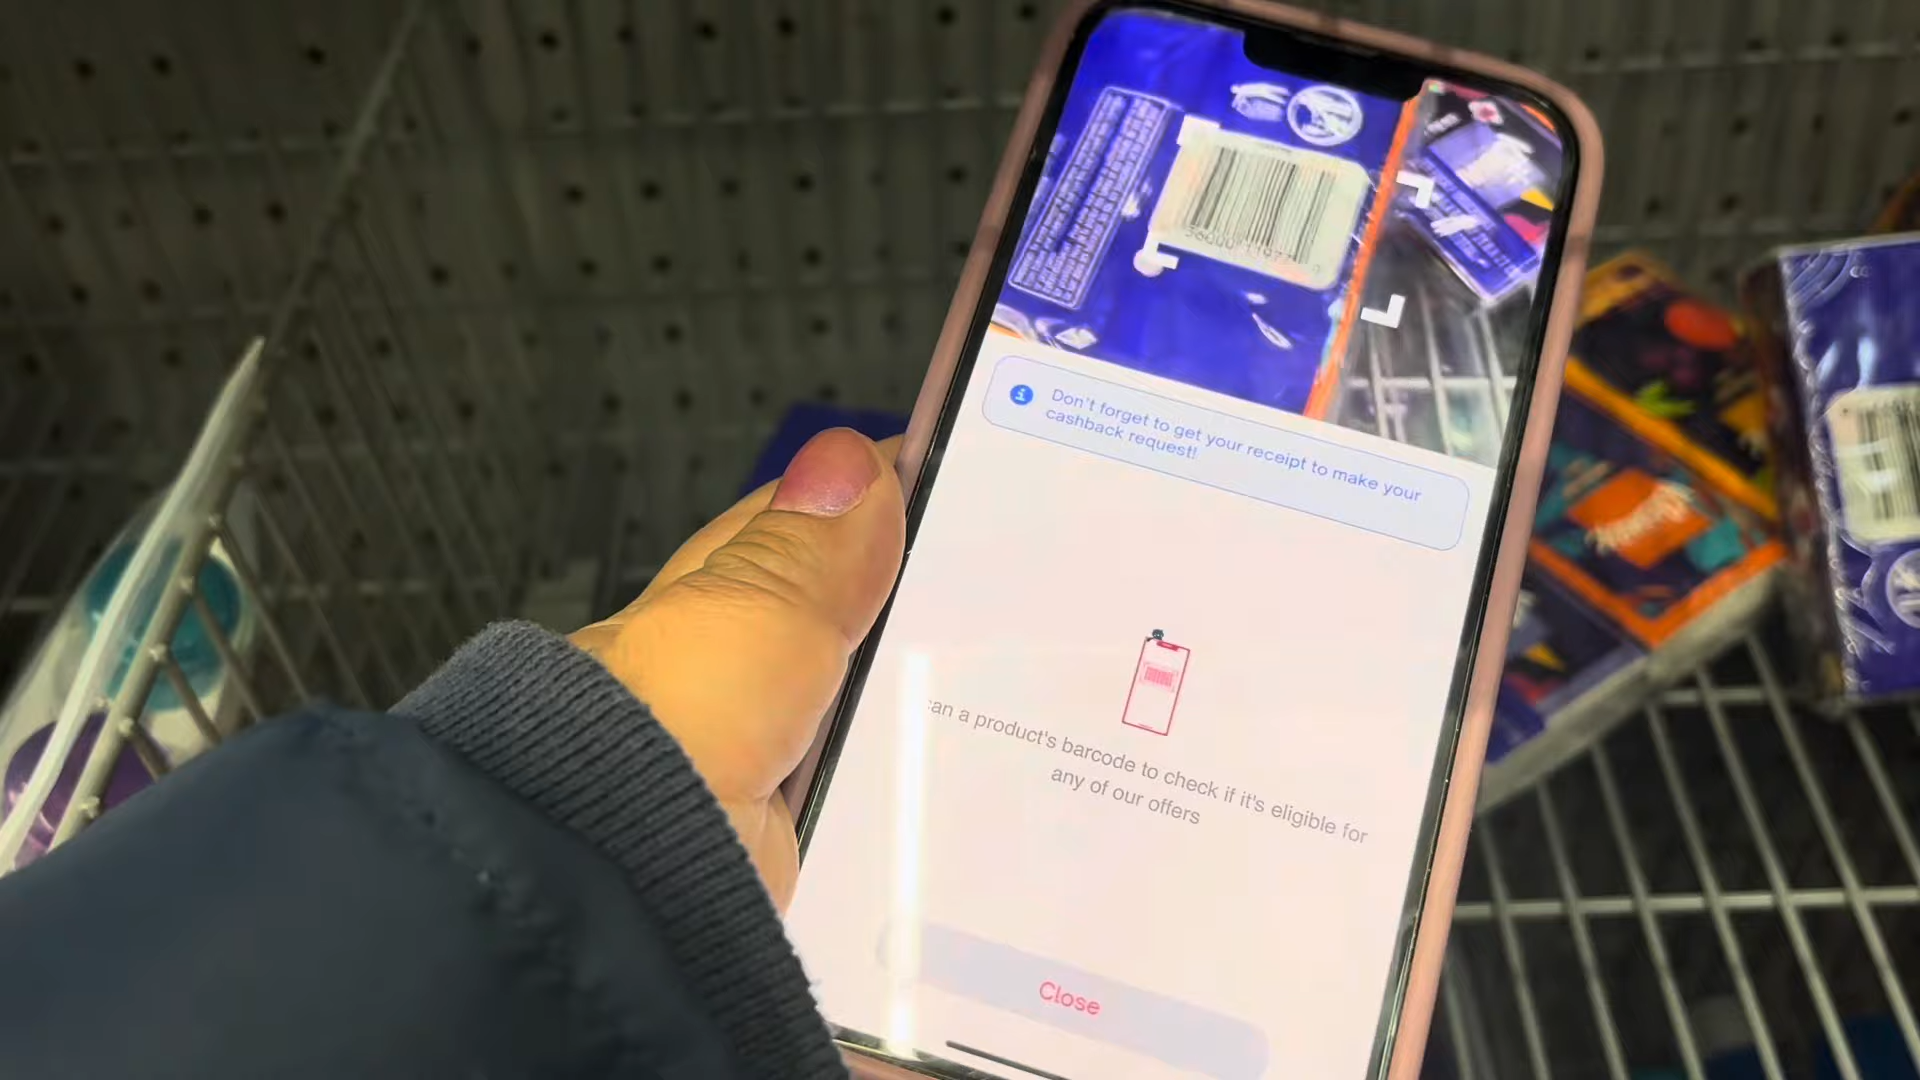 Don't forget to get your receipt to make your
cashback request!
can a product's barcode to check if it's eligible for
any of our offers
Close